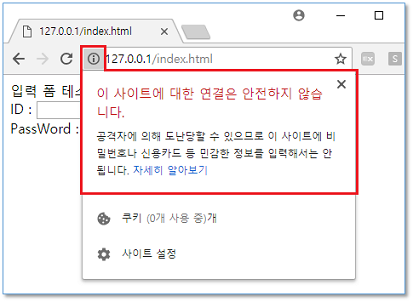 127.0.0.1/index.html
127.0.0.1/index.html
이 사이트에 대한 연결은 안전하지 않습
니다.
공격자에 의해 도난당할 수 있으므로 이 사이트에 비
밀번호나 신용카드 등 민감한 정보를 입력해서는 안
됩니다. 자세히 알아보기
입력 폼 테스
ID :
PassWord :
쿠키 (0개 사용 중)개
사이트 설정